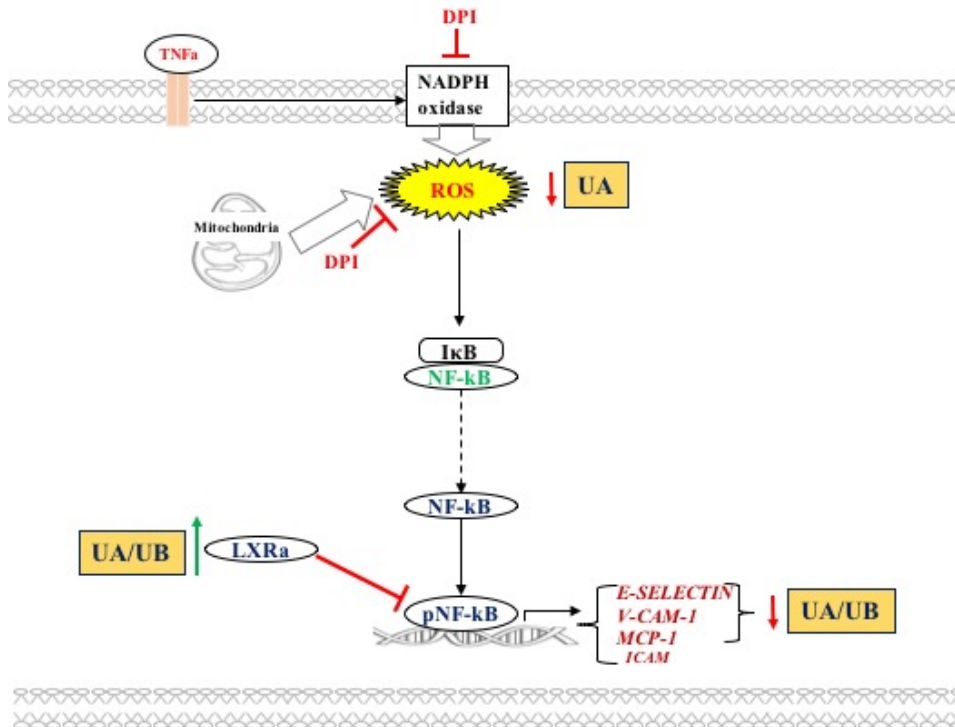 DPI
TNFa
NADPH
oxidase
ROS
UA
Mitochondria
DPI
IκB
NF-kB
NF-kB
UA/UB
LXRa
pNF-kB
E-SELECTIN
V-CAM-1
MCP-1
ICAM
UA/UB